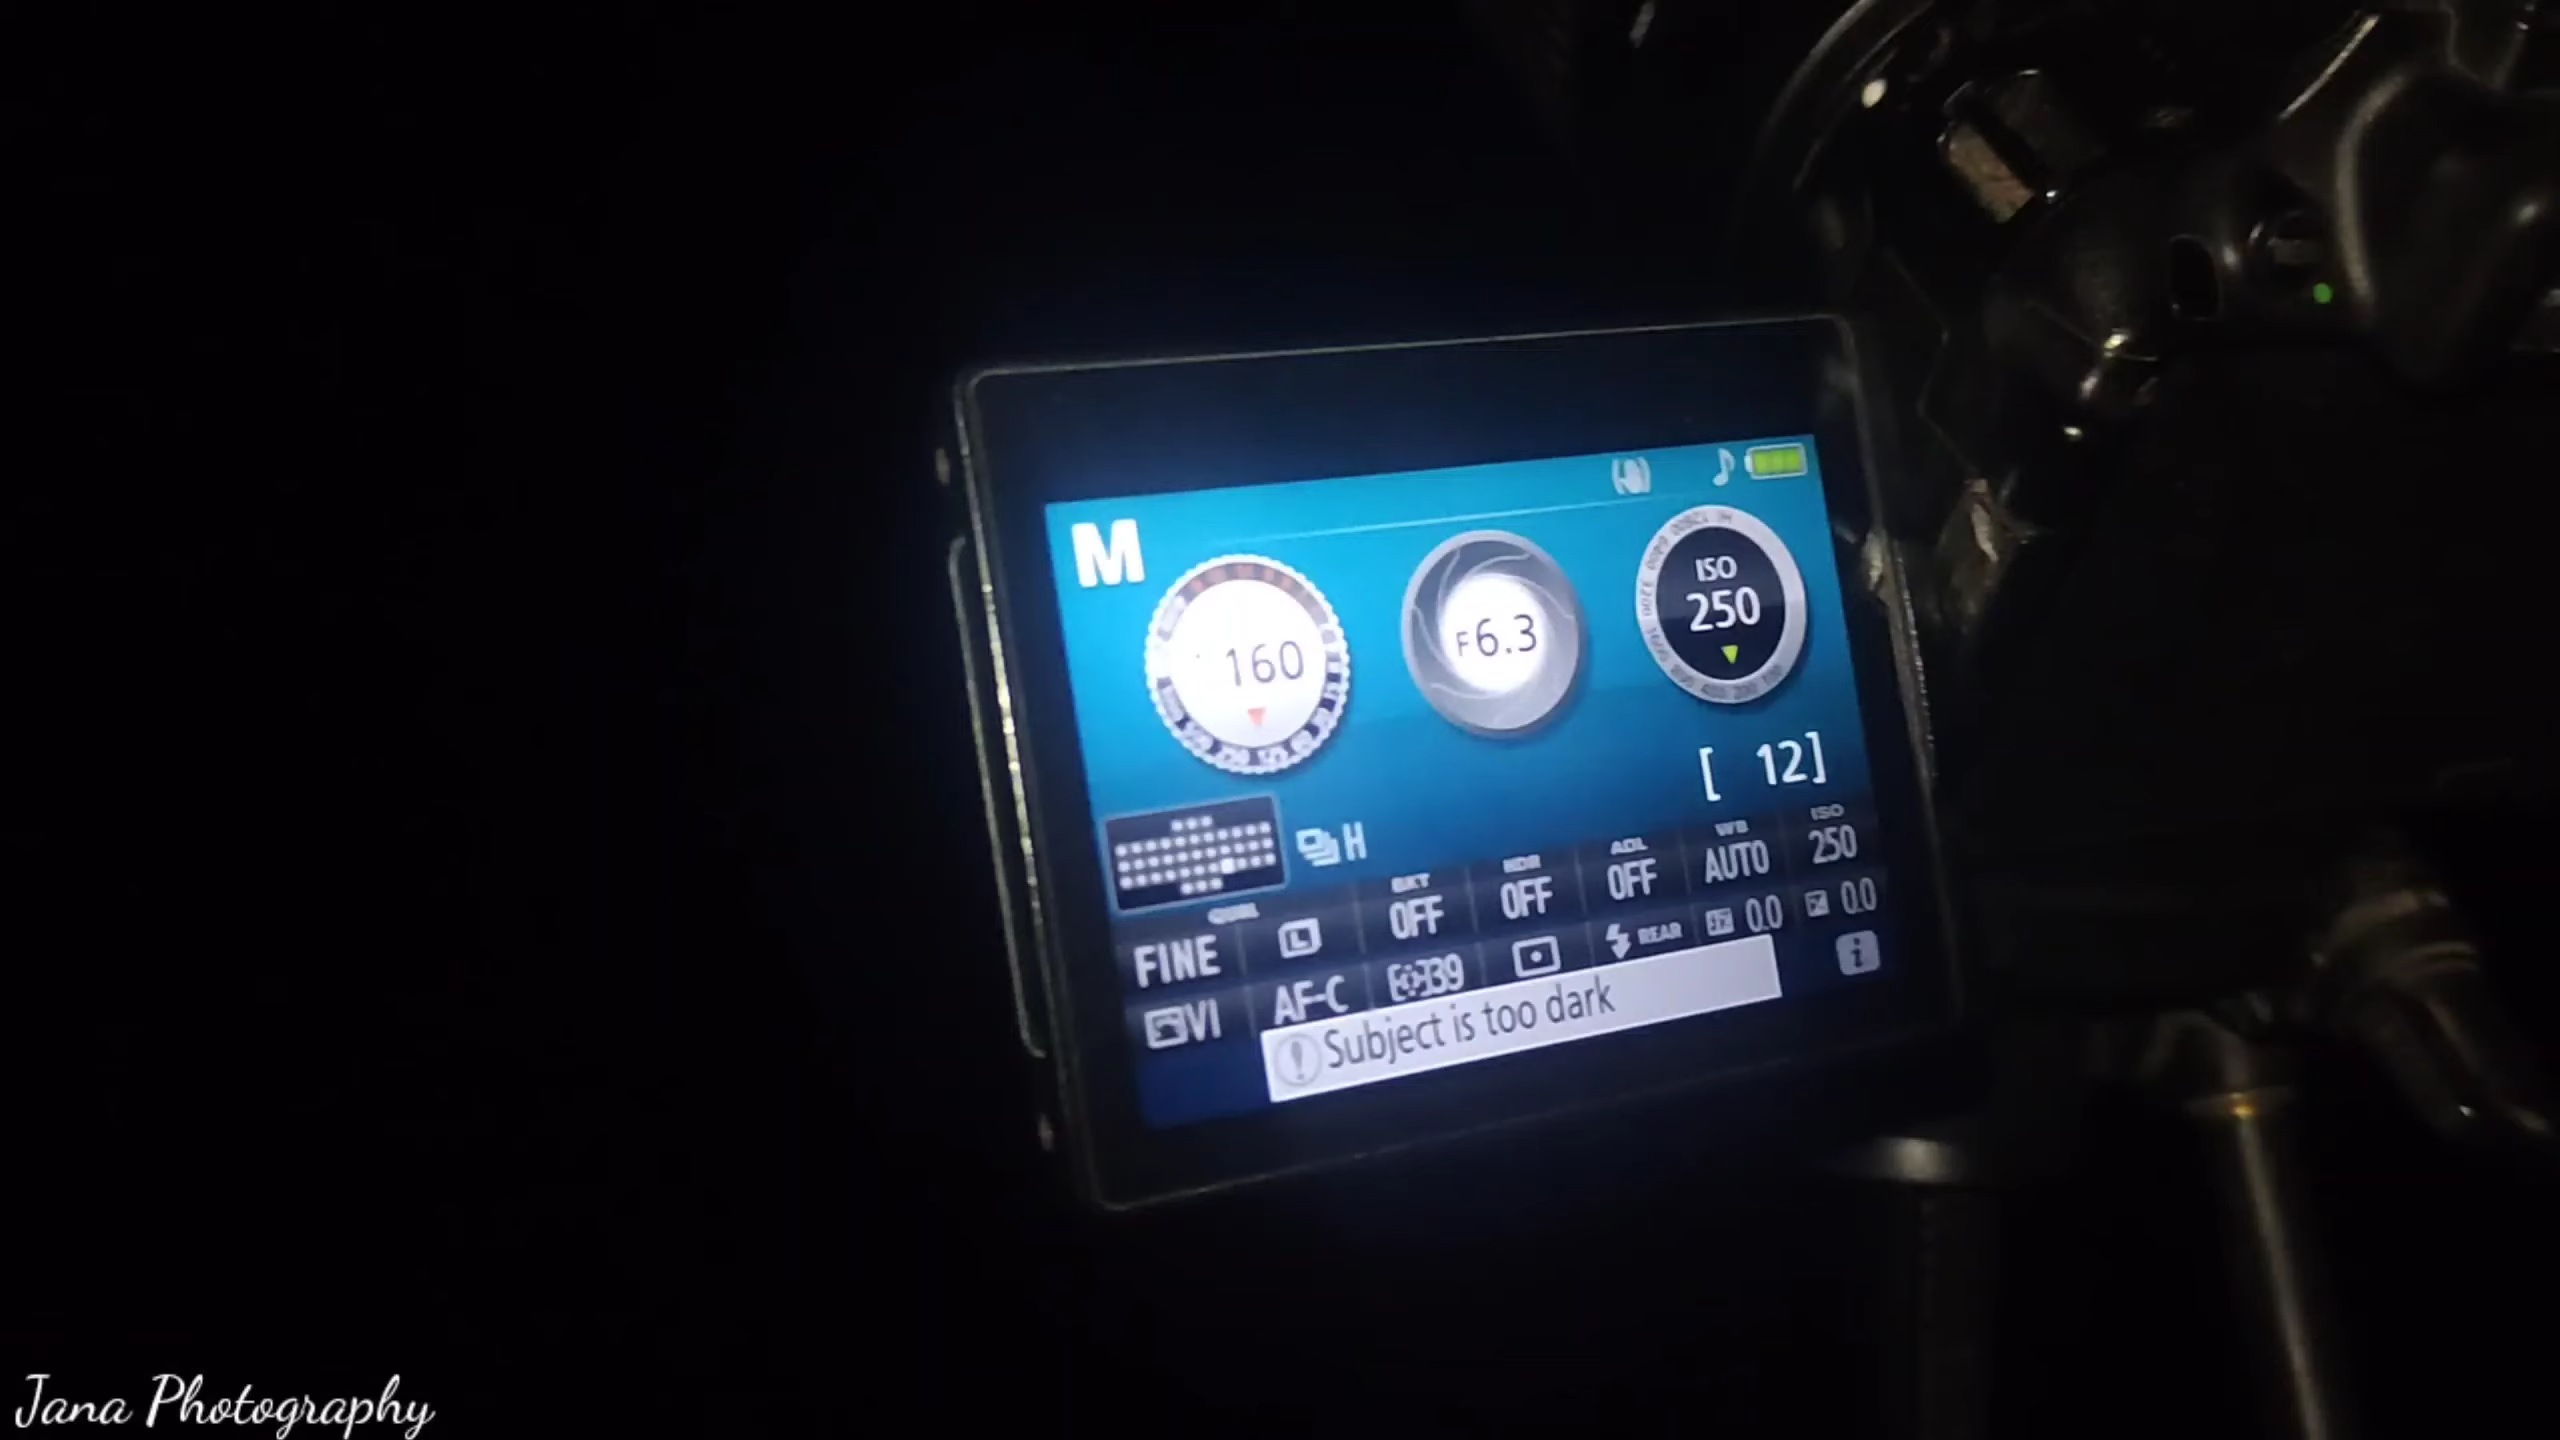 M
160
F6.3
ISO
250
[ 12]
H
QUAL
FINE
L
BKT
OFF
HDR
OFF
ADL
OFF
WB
AUTO
ISO
250
VI
AF-C
39
REAR
0.0
0.0
i
Subject is too dark
Jana Photography